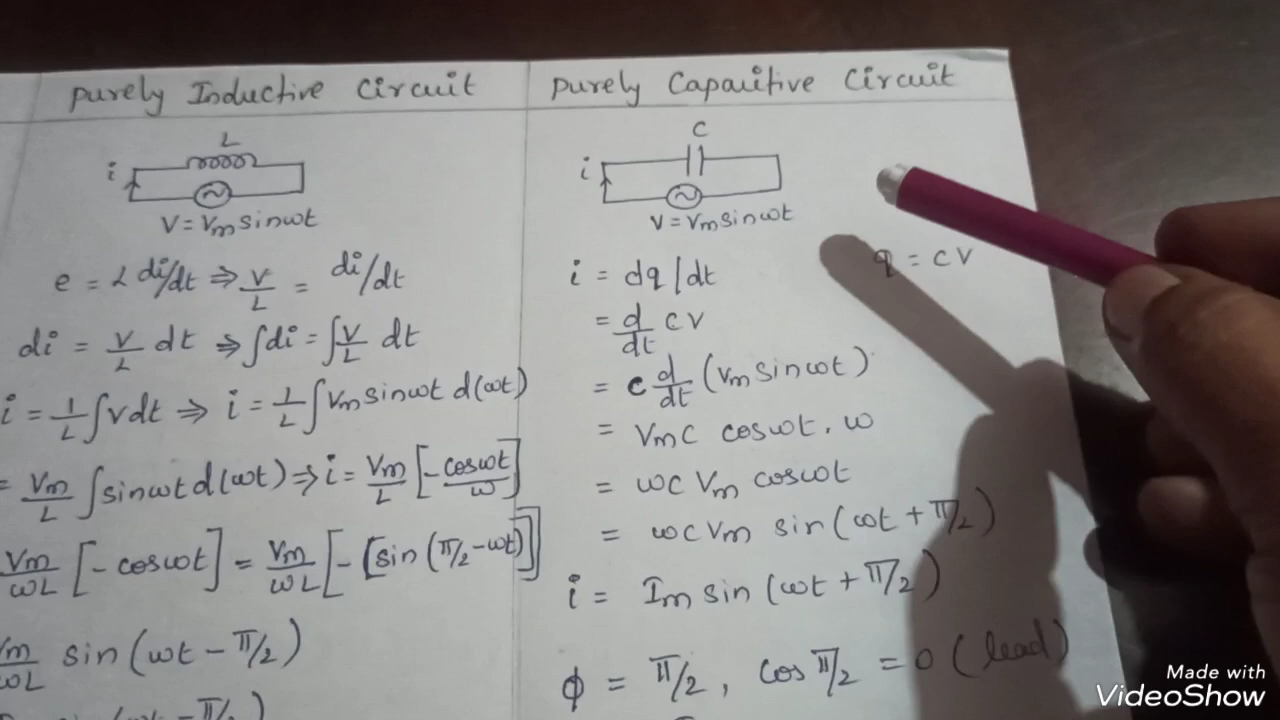 Purely Inductive Circuit
L
i
V = Vm sinωt
e = L di/dt ⇒ V/L = di/dt
di = V/L dt ⇒ ∫di = ∫V/L dt
i = 1/L ∫Vdt ⇒ i = 1/L ∫Vm sinωt d(ωt)
= Vm/L ∫sinωt d(ωt) ⇒ i = Vm/L [-cosωt/ω]
Vm/ωL [-cosωt] = Vm/ωL [-[sin(π/2-ωt)]]
Vm/ωL sin(ωt - π/2)
Purely Capacitive Circuit
C
i
V = Vm sinωt
q = CV
i = dq/dt
= d/dt CV
= C d/dt (Vm sinωt)
= VmC cosωt. ω
= ωC Vm cosωt
= ωC Vm sin(ωt + π/2)
i = Im sin(ωt + π/2)
ϕ = π/2, cos π/2 = 0 (lead)
Made with
VideoShow